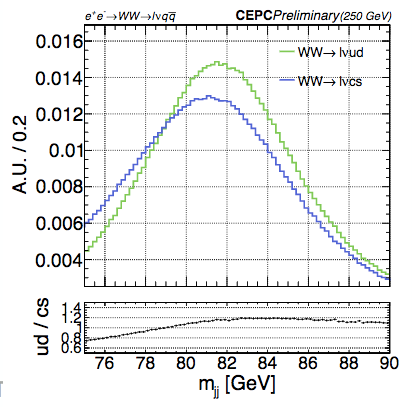 e⁺e⁻→WW→lνqq̅ CEPC Preliminary (250 GeV)
0.016
0.014
0.012
0.01
0.008
0.006
0.004
A.U. / 0.2
WW→ lνud
WW→ lνcs
1.4
1.2
1
0.8
0.6
ud / cs
76 78 80 82 84 86 88 90
m_jj [GeV]